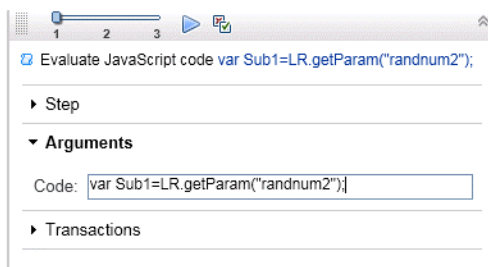 1 2 3
Evaluate JavaScript code var Sub1=LR.getParam("randnum2");
Step
Arguments
Code: var Sub1=LR.getParam("randnum2");
Transactions